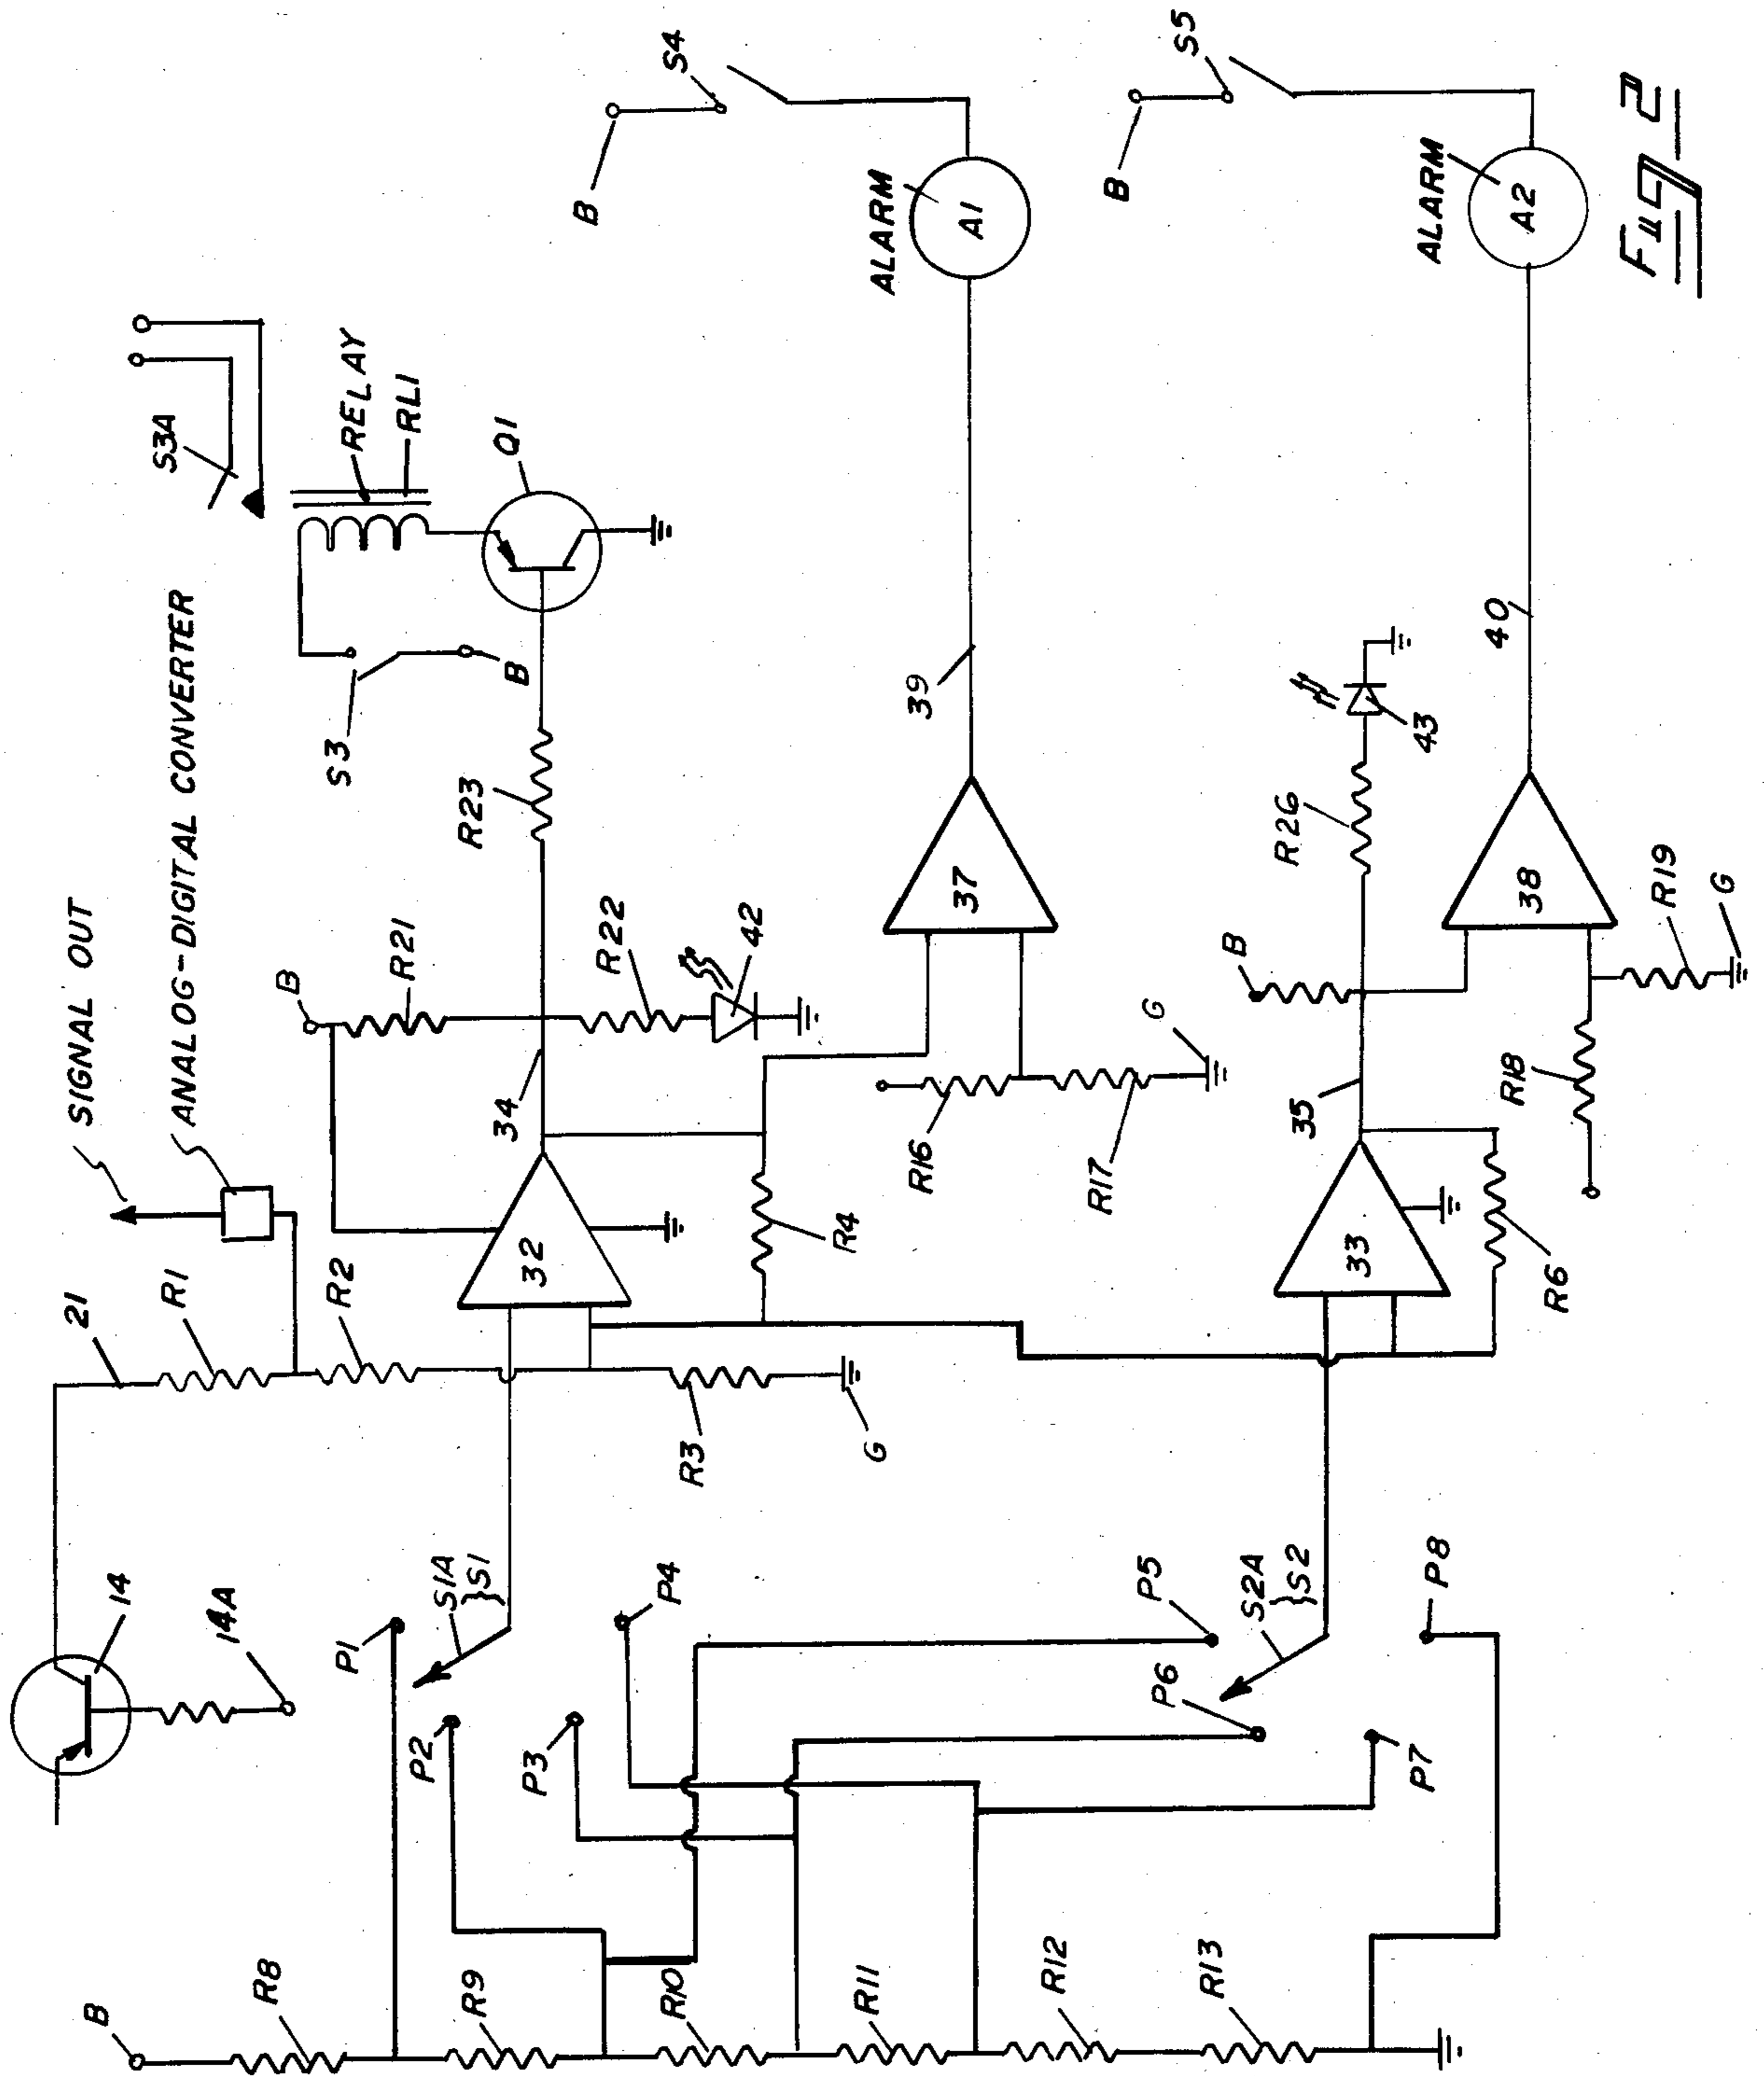 SIGNAL OUT
ANALOG-DIGITAL CONVERTER
21
R1
R2
14
14A
B
R8
P1
P2
S1A
S1
P3
P4
R9
R10
R11
R12
R13
P5
P6
S2A
S2
P7
P8
R3
G
32
34
R4
B
R21
R22
42
R23
S3
B
S3A
RELAY
RL1
Q1
R16
R17
G
37
39
ALARM
A1
B
S4
33
35
R6
B
R26
43
R18
R19
G
38
40
ALARM
A2
B
S5
Fig 2